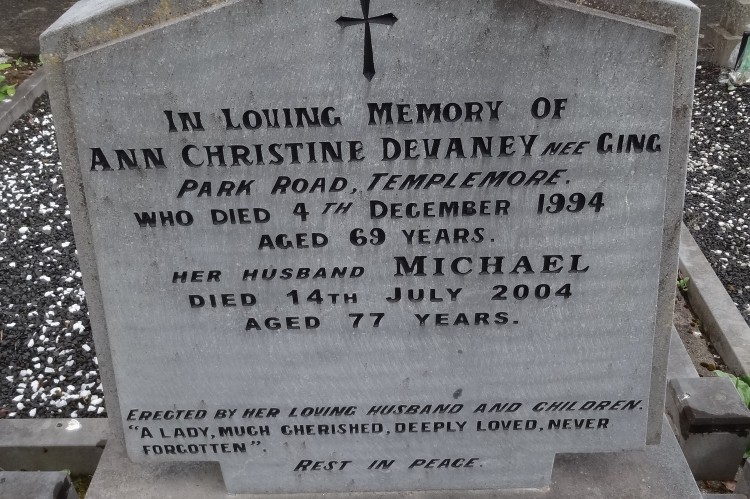 IN LOVING MEMORY OF
ANN CHRISTINE DEVANEY NEE GING
PARK ROAD, TEMPLEMORE.
WHO DIED 4TH DECEMBER 1994
AGED 69 YEARS.
HER HUSBAND MICHAEL
DIED 14TH JULY 2004
AGED 77 YEARS.
ERECTED BY HER LOVING HUSBAND AND CHILDREN.
"A LADY, MUCH CHERISHED, DEEPLY LOVED, NEVER
FORGOTTEN".
REST IN PEACE.